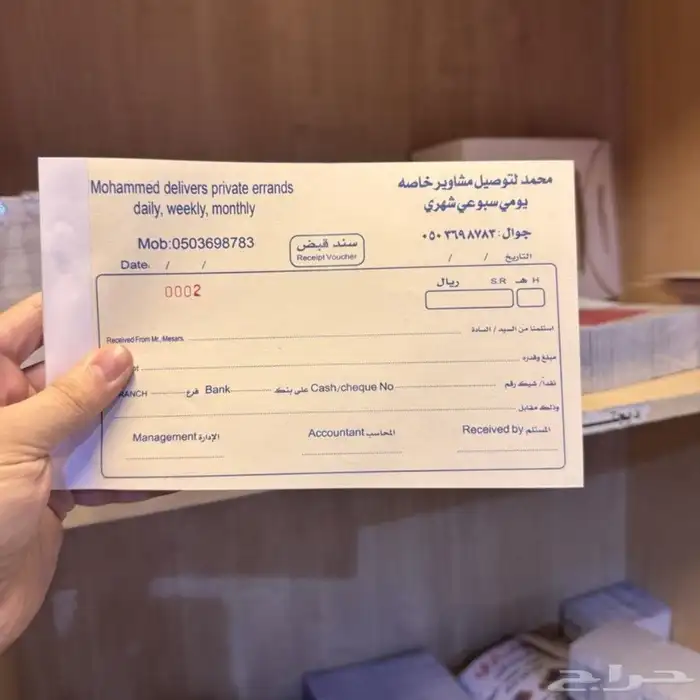 Mohammed delivers private errands
daily, weekly, monthly
محمد لتوصيل مشاوير خاصه
يومي سبوعي شهري
Mob:0503698783
سند قبض
Receipt Voucher
جوال: ٠٥٠٣٦٩٨٧٨٣
Date: / /
/ / التاريخ
0002
ريال S.R هـ H
Received From Mr./Messrs. استلمنا من السيد / السادة
مبلغ وقدره
BRANCH فرع Bank على بنك Cash/cheque No نقداً/ شيك رقم
وذلك مقابل
Management الإدارة Accountant المحاسب Received by المستلم
حراج